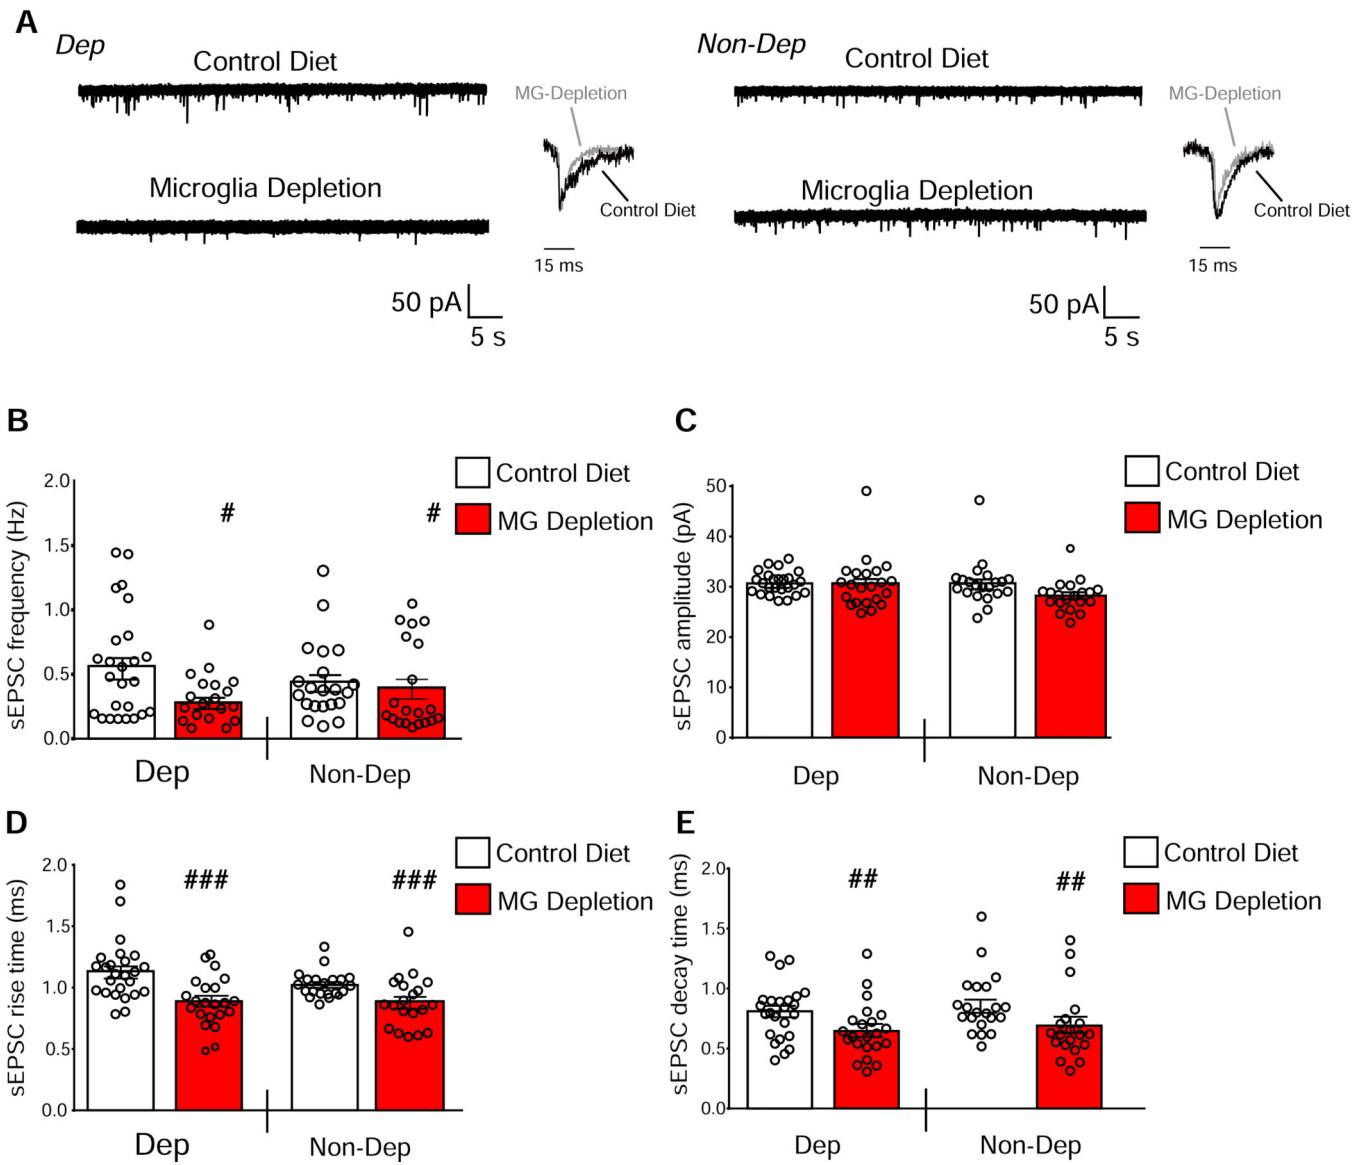 A
Dep
Control Diet
MG-Depletion
Microglia Depletion
Control Diet
15 ms
50 pA
5 s
Non-Dep
Control Diet
MG-Depletion
Microglia Depletion
Control Diet
15 ms
50 pA
5 s
B
Control Diet
MG Depletion
sEPSC frequency (Hz)
2.0
1.5
1.0
0.5
0.0
#
#
Dep
Non-Dep
C
Control Diet
MG Depletion
sEPSC amplitude (pA)
50
40
30
20
10
0
Dep
Non-Dep
D
Control Diet
MG Depletion
sEPSC rise time (ms)
2.0
1.5
1.0
0.5
0.0
###
###
Dep
Non-Dep
E
Control Diet
MG Depletion
sEPSC decay time (ms)
2.0
1.5
1.0
0.5
0.0
##
##
Dep
Non-Dep